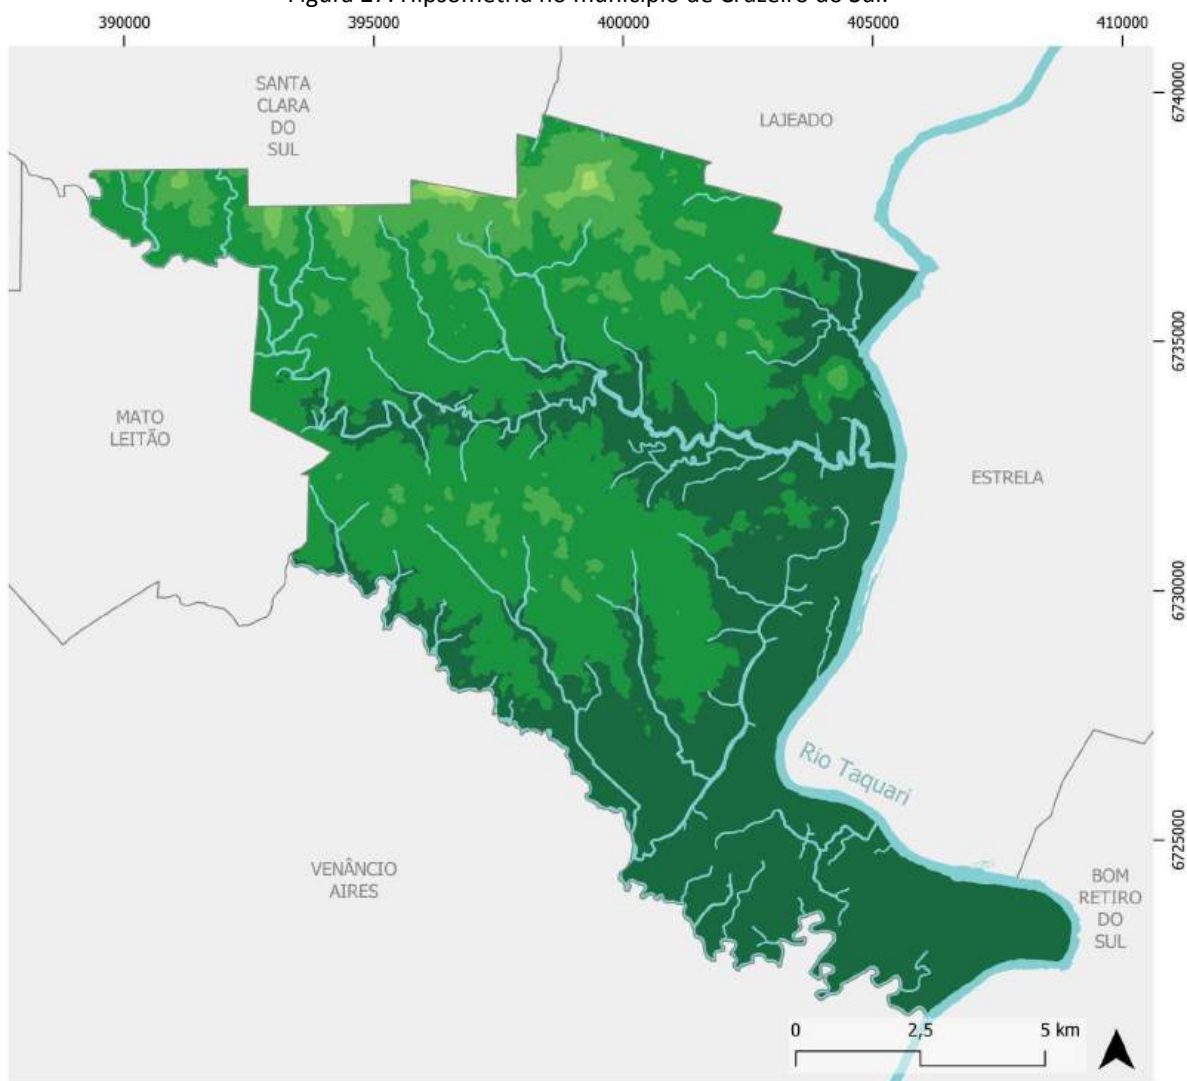 Figura 27. Hipsometria no município de Cruzeiro do Sul.
390000 395000 400000 405000 410000
SANTA
CLARA
DO
SUL
LAJEADO
6740000
6735000
MATO
LEITÃO
ESTRELA
6730000
Rio Taquari
6725000
VENÂNCIO
AIRES
BOM
RETIRO
DO
SUL
0 2,5 5 km